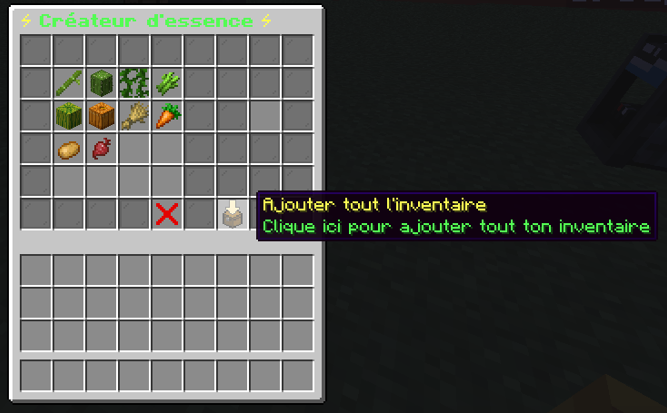 ⚡ Créateur d'essence ⚡
Ajouter tout l'inventaire
Clique ici pour ajouter tout ton inventaire